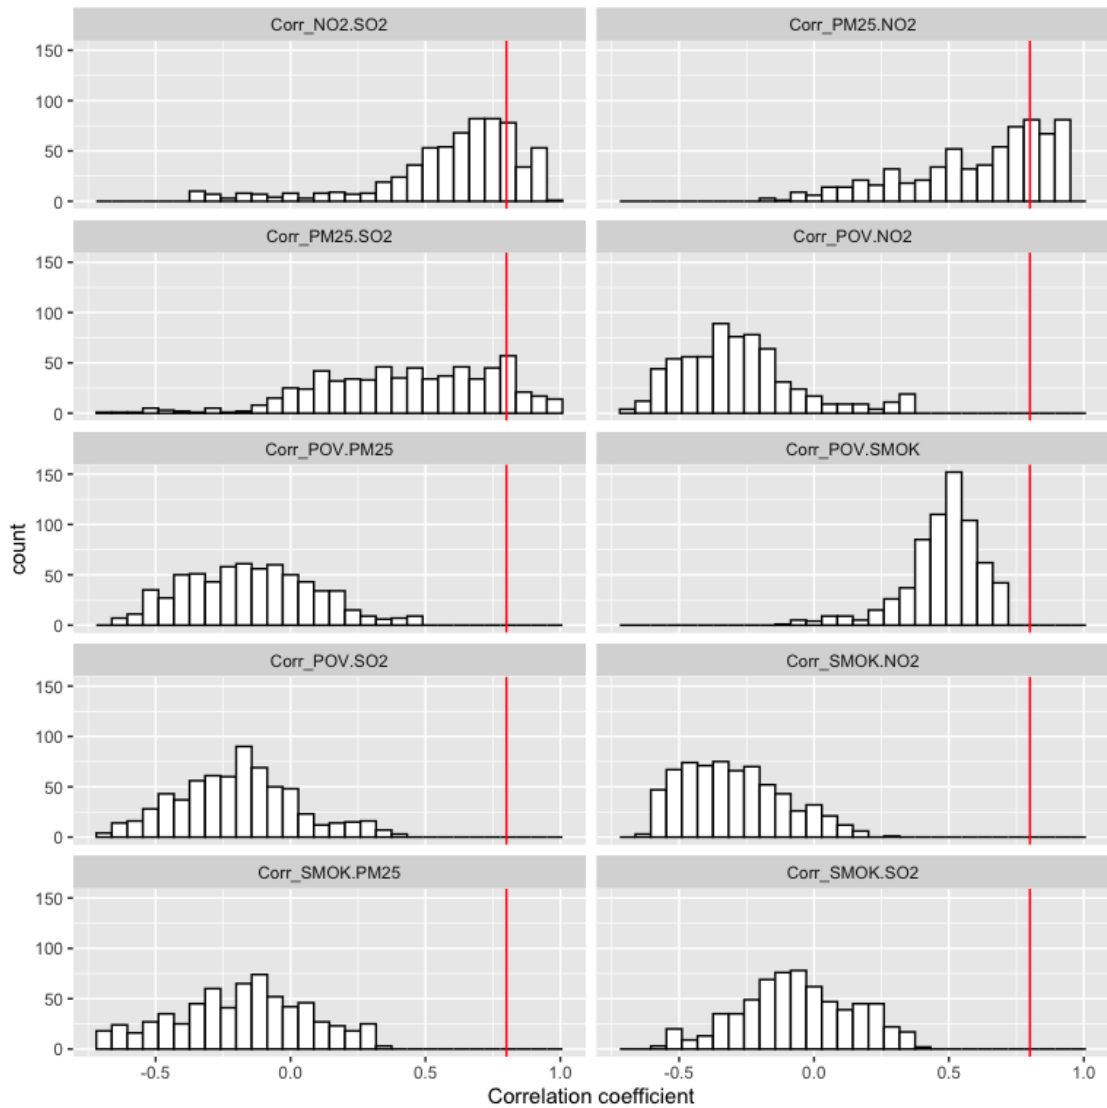 Corr_NO2.SO2
Corr_PM25.NO2
150
100
50
0
Corr_PM25.SO2
Corr_POV.NO2
150
100
50
0
Corr_POV.PM25
Corr_POV.SMOK
150
100
50
0
Corr_POV.SO2
Corr_SMOK.NO2
150
100
50
0
Corr_SMOK.PM25
Corr_SMOK.SO2
150
100
50
0
-0.5 0.0 0.5 1.0
-0.5 0.0 0.5 1.0
Correlation coefficient
count